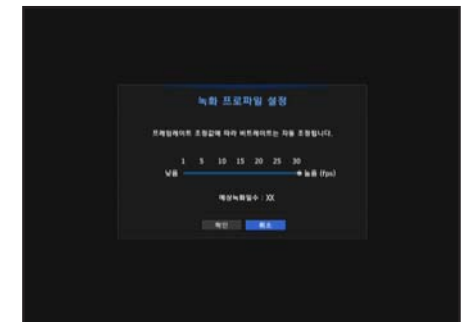 녹화 프로파일 설정
프레임레이트 조정값에 따라 비트레이트는 자동 조정됩니다.
1 5 10 15 20 25 30
낮음 높음 (fps)
예상녹화일수 : XX
확인 취소